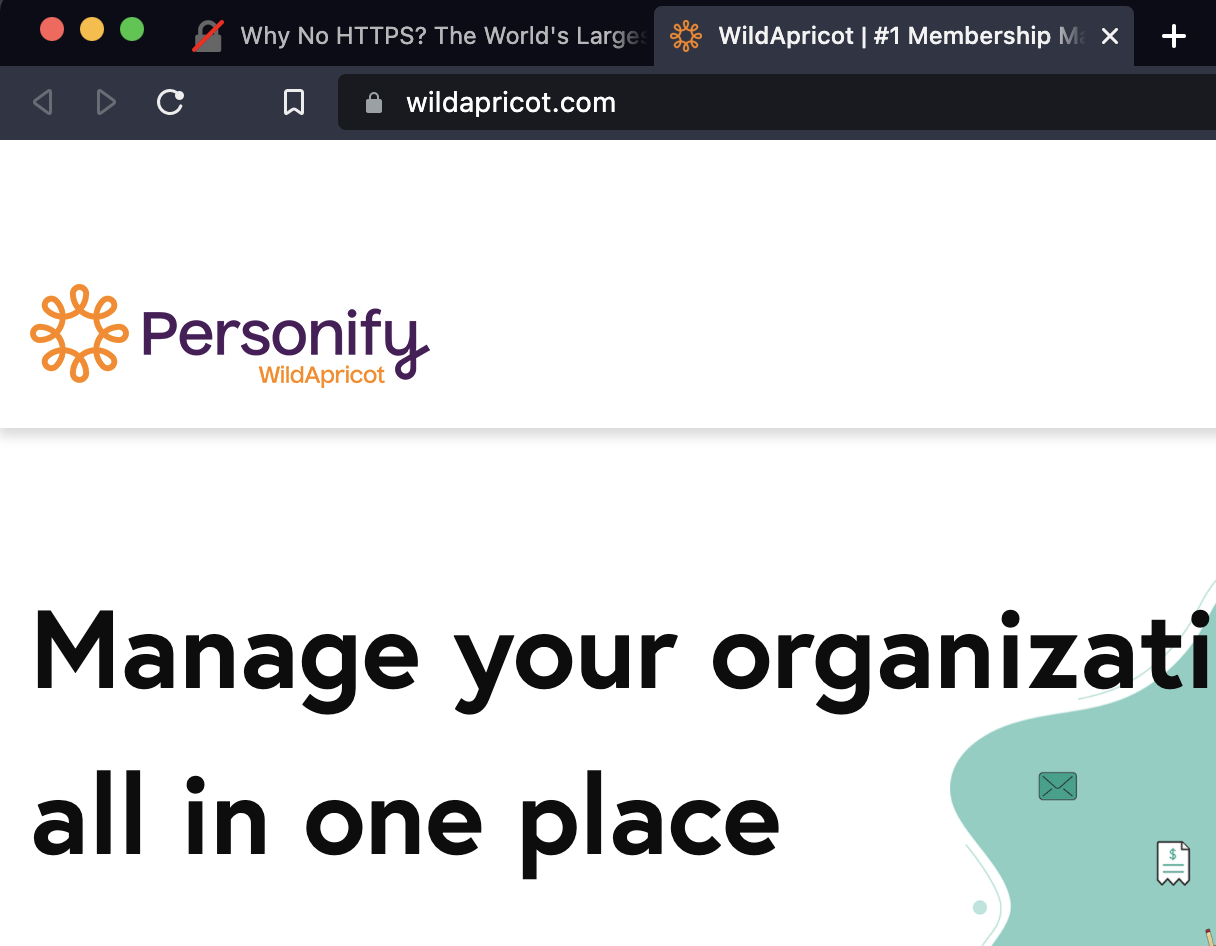 Why No HTTPS? The World's Larges
WildApricot | #1 Membership Ma
wildapricot.com
Personify
WildApricot
Manage your organizati
all in one place
$